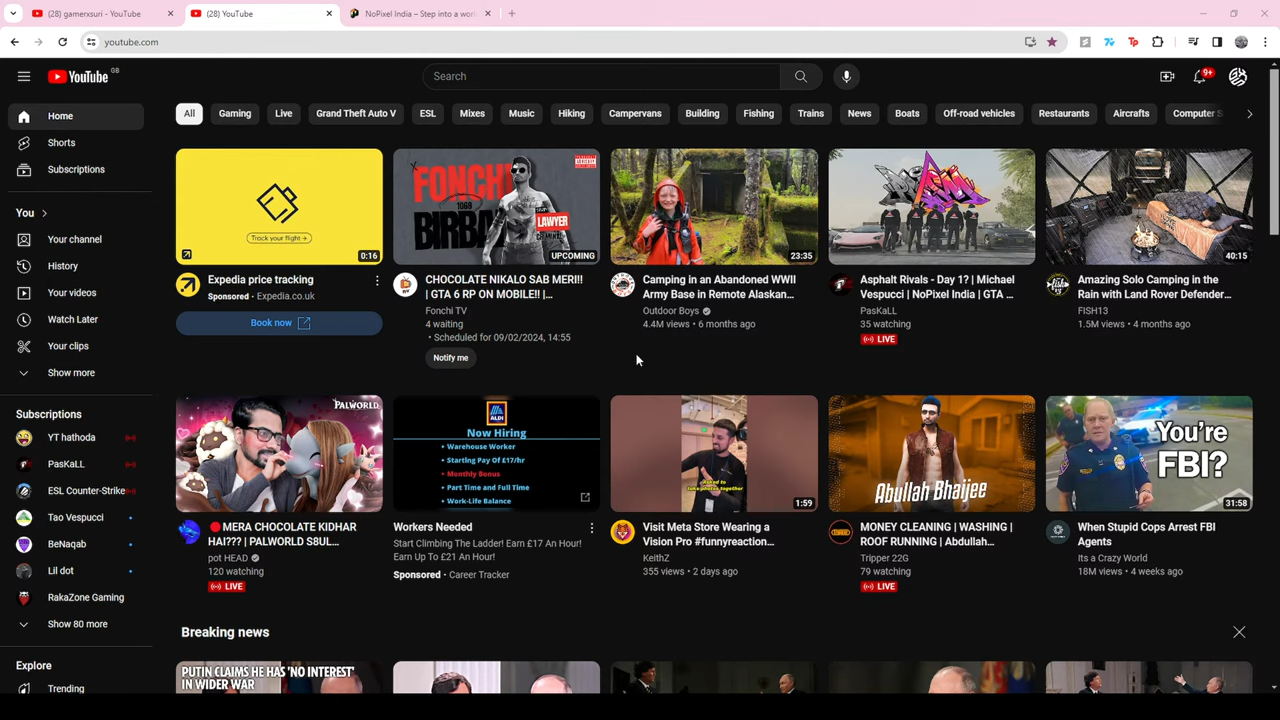 (28) gamerxsuri - YouTube
(28) YouTube
NoPixel India – Step into a wor
youtube.com
YouTube GB
Search
9+
All
Gaming
Live
Grand Theft Auto V
ESL
Mixes
Music
Hiking
Campervans
Building
Fishing
Trains
News
Boats
Off-road vehicles
Restaurants
Aircrafts
Computer S
Home
Shorts
Subscriptions
You
Your channel
History
Your videos
Watch Later
Your clips
Show more
Subscriptions
YT hathoda
PasKaLL
ESL Counter-Strike
Tao Vespucci
BeNaqab
Lil dot
RakaZone Gaming
Show 80 more
Explore
Trending
Track your flight →
0:16
Expedia price tracking
Sponsored · Expedia.co.uk
Book now
FONCHI
1068
BIRBA
LAWYER
UPCOMING
CHOCOLATE NIKALO SAB MERI!!
| GTA 6 RP ON MOBILE!! |...
Fonchi TV
4 waiting
• Scheduled for 09/02/2024, 14:55
Notify me
23:35
Camping in an Abandoned WWII
Army Base in Remote Alaskan...
Outdoor Boys
4.4M views • 6 months ago
Asphalt Rivals - Day 1? | Michael
Vespucci | NoPixel India | GTA ...
PasKaLL
35 watching
LIVE
40:15
Amazing Solo Camping in the
Rain with Land Rover Defender...
FISH13
1.5M views • 4 months ago
PALWORLD
🔴MERA CHOCOLATE KIDHAR
HAI??? | PALWORLD S8UL...
pot HEAD
120 watching
LIVE
ALDI
Now Hiring
• Warehouse Worker
• Starting Pay Of £17/hr
• Monthly Bonus
• Part Time and Full Time
• Work-Life Balance
Workers Needed
Start Climbing The Ladder! Earn £17 An Hour!
Earn Up To £21 An Hour!
Sponsored · Career Tracker
Asked to
take photo together
1:59
Visit Meta Store Wearing a
Vision Pro #funnyreaction...
KeithZ
355 views • 2 days ago
ABULLAH BHAIJEE
MONEY CLEANING | WASHING |
ROOF RUNNING | Abdullah...
Tripper 22G
79 watching
LIVE
You're
FBI?
31:58
When Stupid Cops Arrest FBI
Agents
Its a Crazy World
18M views • 4 weeks ago
Breaking news
PUTIN CLAIMS HE HAS 'NO INTEREST'
IN WIDER WAR